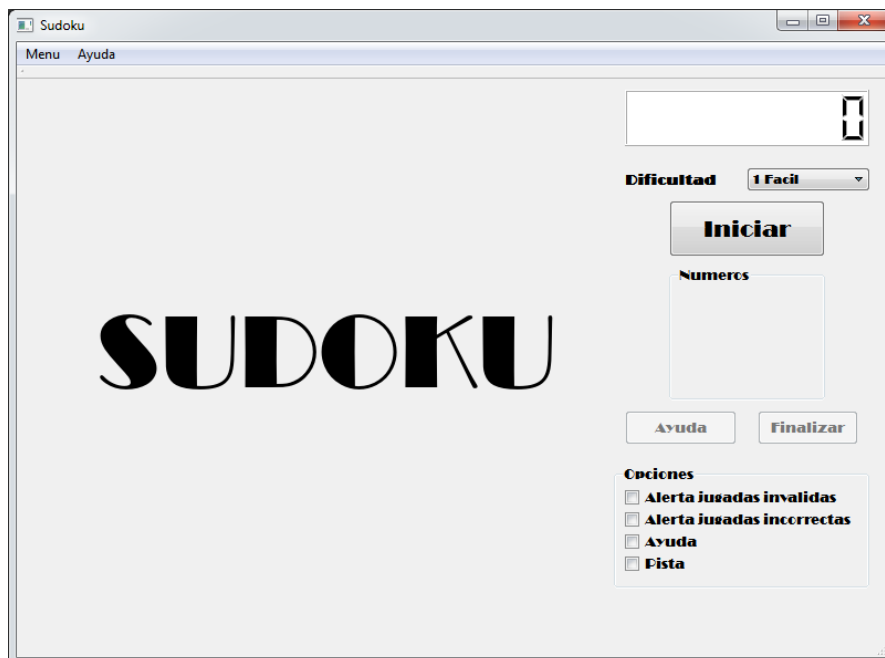 Sudoku
Menu Ayuda
0
Dificultad 1 Facil
Iniciar
Numeros
SUDOKU
Ayuda Finalizar
Opciones
Alerta jugadas invalidas
Alerta jugadas incorrectas
Ayuda
Pista